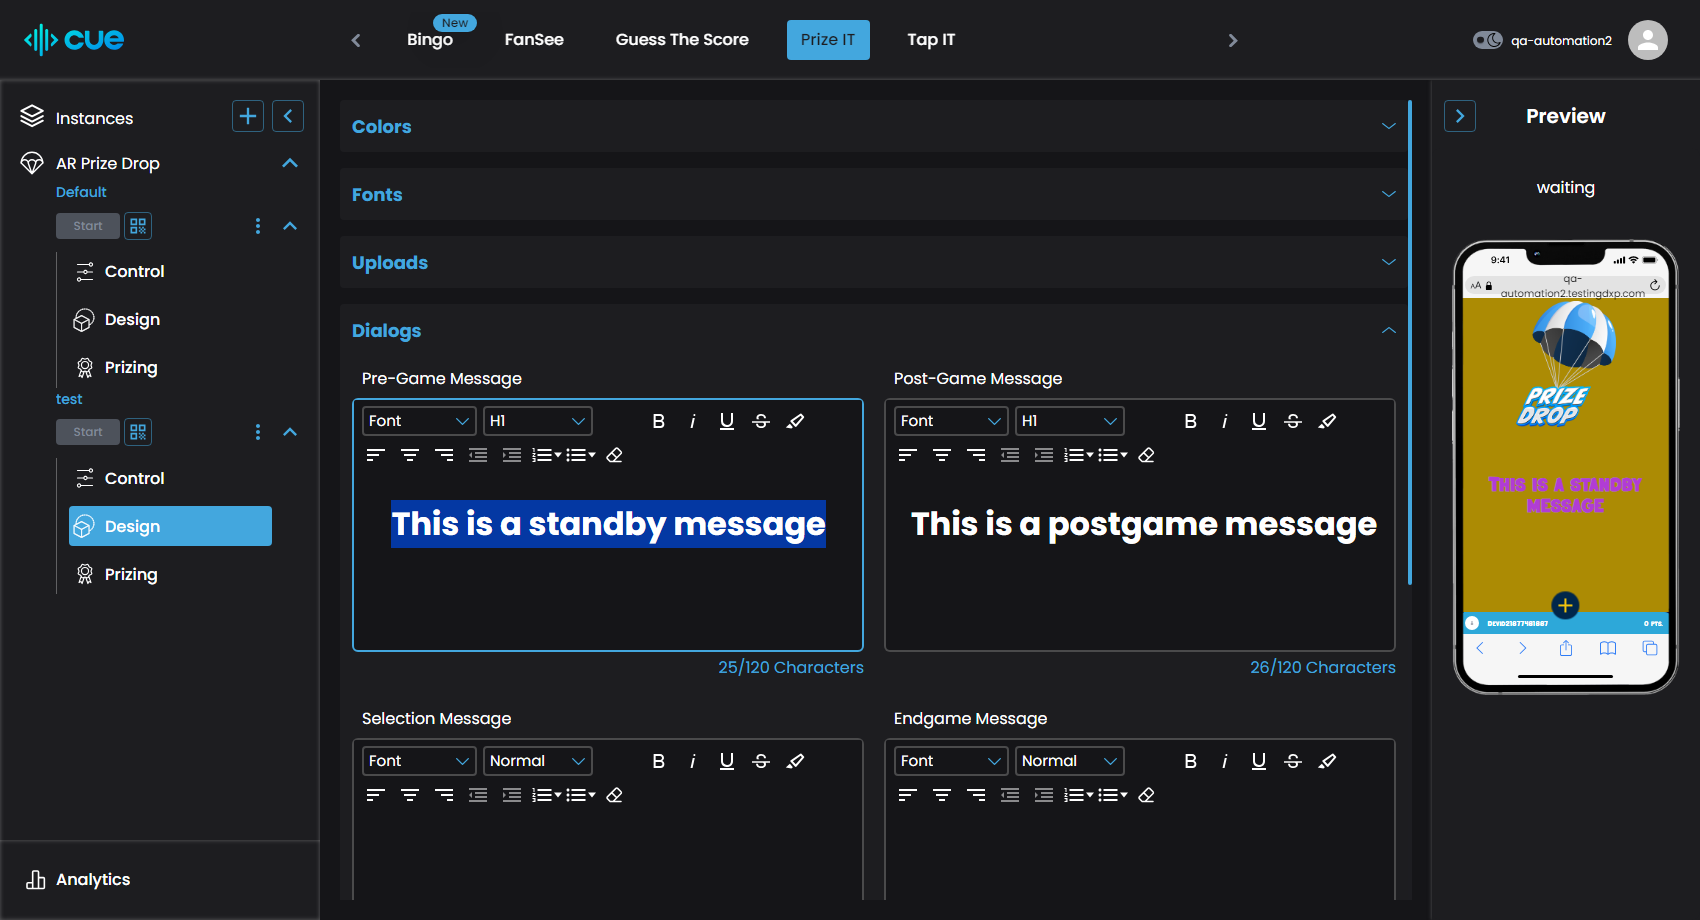 cue
New
Bingo
FanSee
Guess The Score
Prize IT
Tap IT
qa-automation2
Instances
AR Prize Drop
Default
Start
Control
Design
Prizing
test
Start
Control
Design
Prizing
Analytics
Colors
Fonts
Uploads
Dialogs
Pre-Game Message
Font
H1
B i U S
This is a standby message
25/120 Characters
Post-Game Message
Font
H1
B i U S
This is a postgame message
26/120 Characters
Selection Message
Font
Normal
B i U S
Endgame Message
Font
Normal
B i U S
Preview
waiting
9:41
AA
qa-
automation2.testingdxp.com
PRIZE
DROP
THIS IS A STANDBY
MESSAGE
0 PTS.